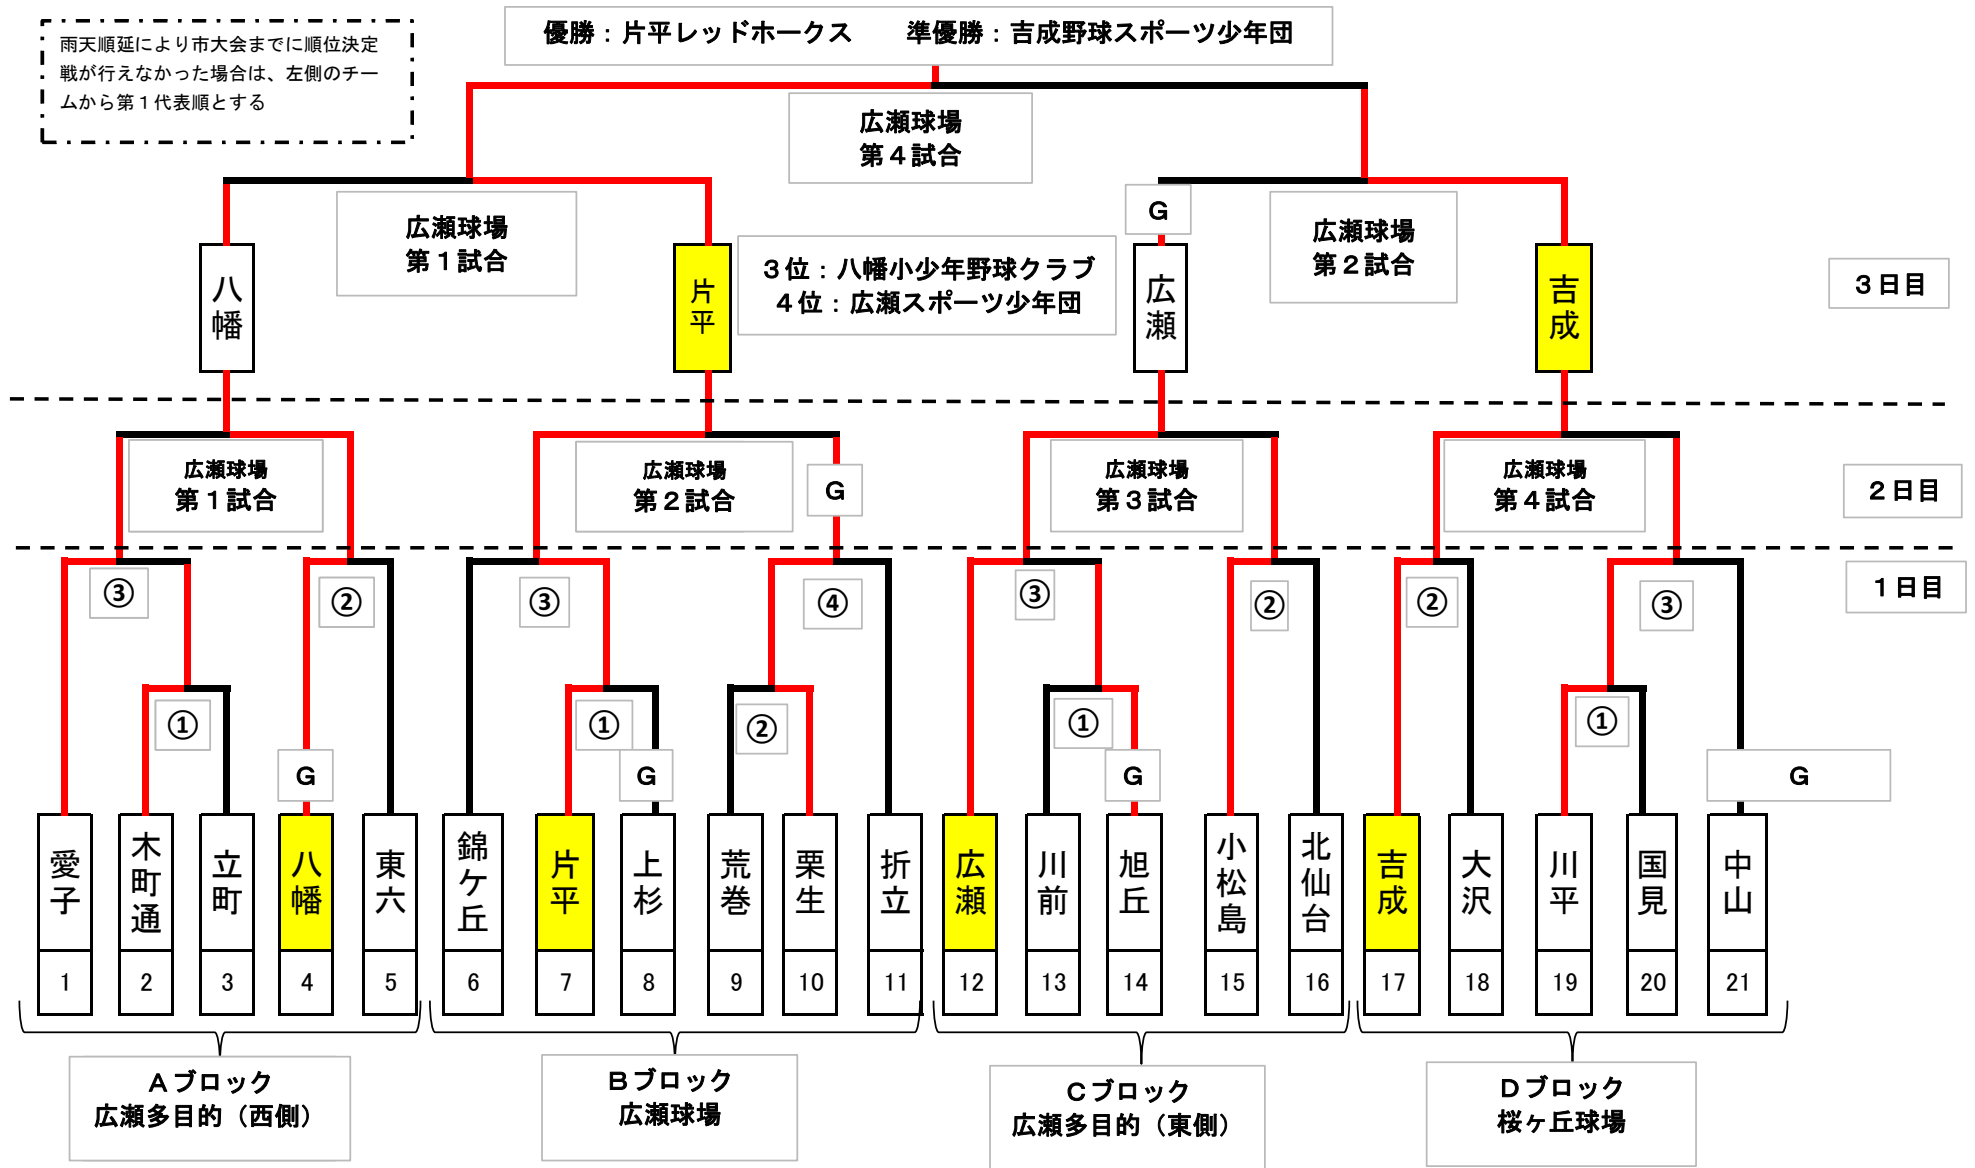 雨天順延により市大会までに順位決定
戦が行えなかった場合は、左側のチー
ムから第１代表順とする
優勝：片平レッドホークス　　準優勝：吉成野球スポーツ少年団
広瀬球場
第４試合
広瀬球場
第１試合
G
広瀬球場
第２試合
八幡
片平
３位：八幡小少年野球クラブ
４位：広瀬スポーツ少年団
広瀬
吉成
３日目
広瀬球場
第１試合
広瀬球場
第２試合
G
広瀬球場
第３試合
広瀬球場
第４試合
２日目
③
②
③
④
③
②
②
③
１日目
①
①
②
①
①
G
G
G
G
愛子
木町通
立町
八幡
東六
錦ケ丘
片平
上杉
荒巻
栗生
折立
広瀬
川前
旭丘
小松島
北仙台
吉成
大沢
川平
国見
中山
1
2
3
4
5
6
7
8
9
10
11
12
13
14
15
16
17
18
19
20
21
Ａブロック
広瀬多目的（西側）
Ｂブロック
広瀬球場
Ｃブロック
広瀬多目的（東側）
Ｄブロック
桜ヶ丘球場